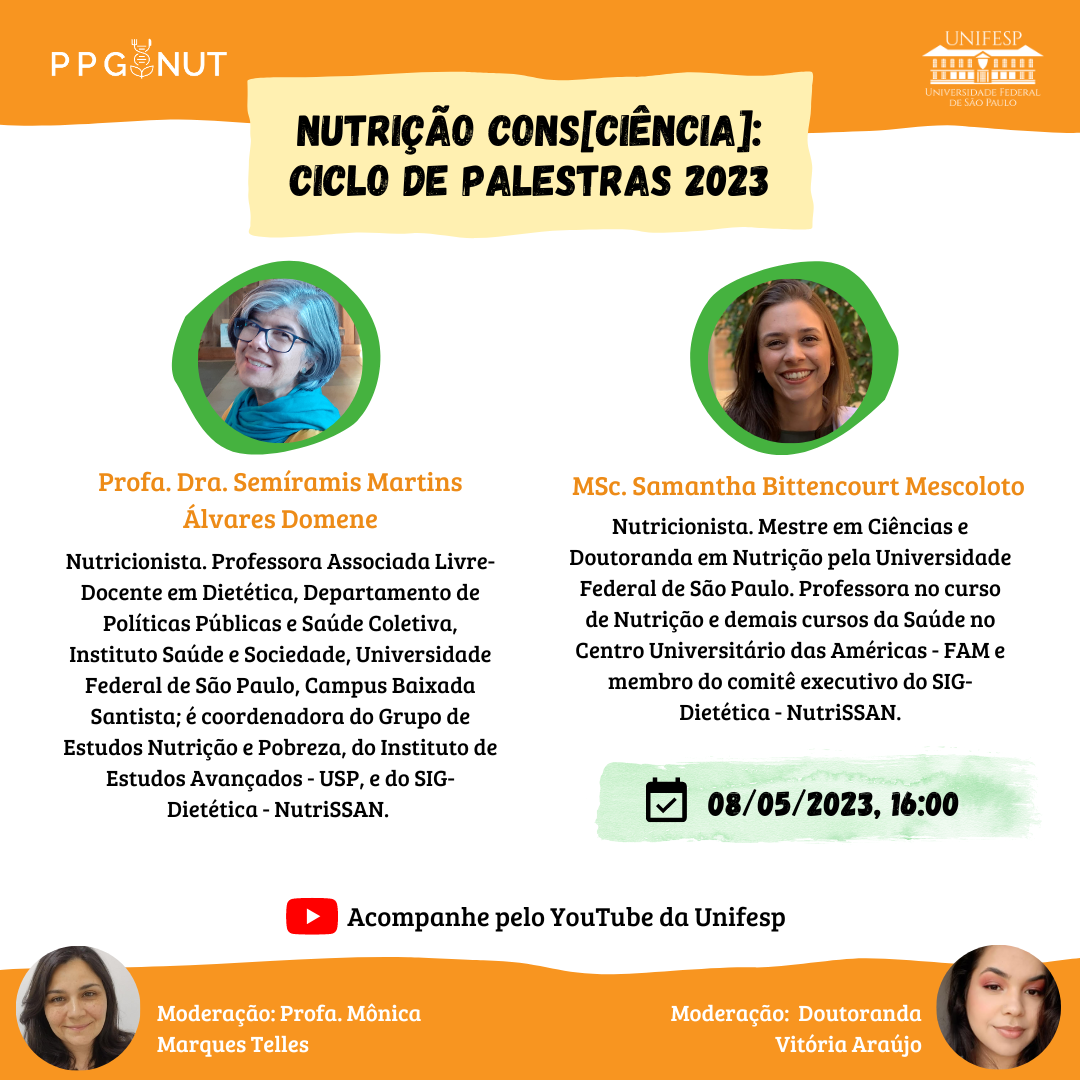 PPG NUT
UNIFESP
UNIVERSIDADE FEDERAL
DE SÃO PAULO
NUTRIÇÃO CONS[CIÊNCIA]:
CICLO DE PALESTRAS 2023
Profa. Dra. Semíramis Martins
Álvares Domene
Nutricionista. Professora Associada Livre-
Docente em Dietética, Departamento de
Políticas Públicas e Saúde Coletiva,
Instituto Saúde e Sociedade, Universidade
Federal de São Paulo, Campus Baixada
Santista; é coordenadora do Grupo de
Estudos Nutrição e Pobreza, do Instituto de
Estudos Avançados - USP, e do SIG-
Dietética - NutriSSAN.
MSc. Samantha Bittencourt Mescoloto
Nutricionista. Mestre em Ciências e
Doutoranda em Nutrição pela Universidade
Federal de São Paulo. Professora no curso
de Nutrição e demais cursos da Saúde no
Centro Universitário das Américas - FAM e
membro do comitê executivo do SIG-
Dietética - NutriSSAN.
08/05/2023, 16:00
Acompanhe pelo YouTube da Unifesp
Moderação: Profa. Mônica
Marques Telles
Moderação: Doutoranda
Vitória Araújo